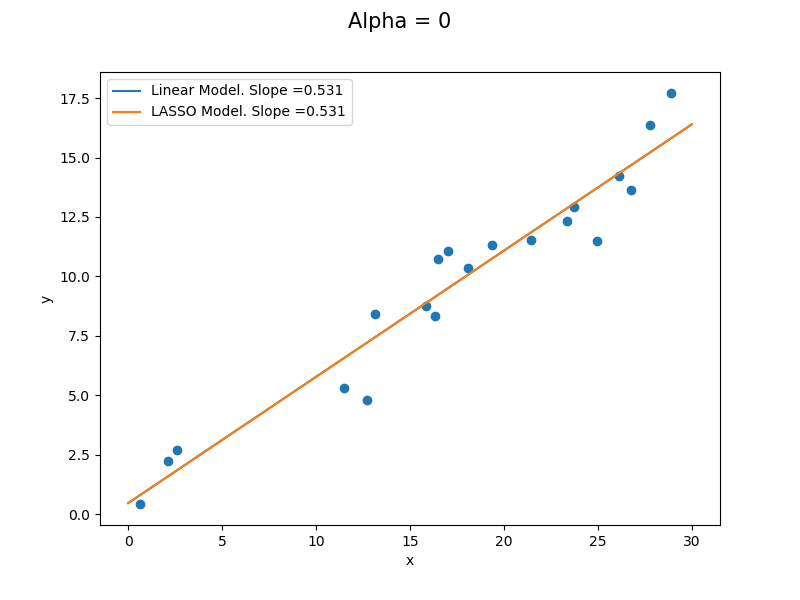 Alpha = 0
Linear Model. Slope =0.531
LASSO Model. Slope =0.531
17.5
15.0
12.5
10.0
7.5
5.0
2.5
0.0
y
0 5 10 15 20 25 30
x